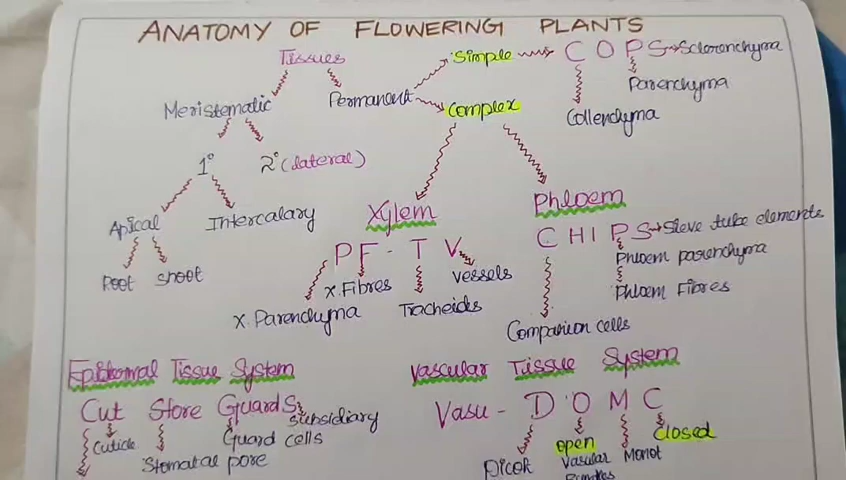 ANATOMY OF FLOWERING PLANTS
Tissues
Simple
C O P S → Sclerenchyma
Parenchyma
Collenchyma
Meristematic
Permanent
Complex
1°
2° (lateral)
Apical
Intercalary
Root
Shoot
Xylem
P F - T V
Vessels
X. Fibres
Tracheids
X. Parenchyma
Phloem
C H I P S → Sieve tube elements
Phloem parenchyma
Phloem Fibres
Companion cells
Epidermal Tissue System
Cut Store GuardS
Subsidiary
Guard cells
Cuticle
Stomatal pore
Vascular Tissue System
Vasu - D O M C
Closed
open
Vasular
Bundles
Monot
Dicot